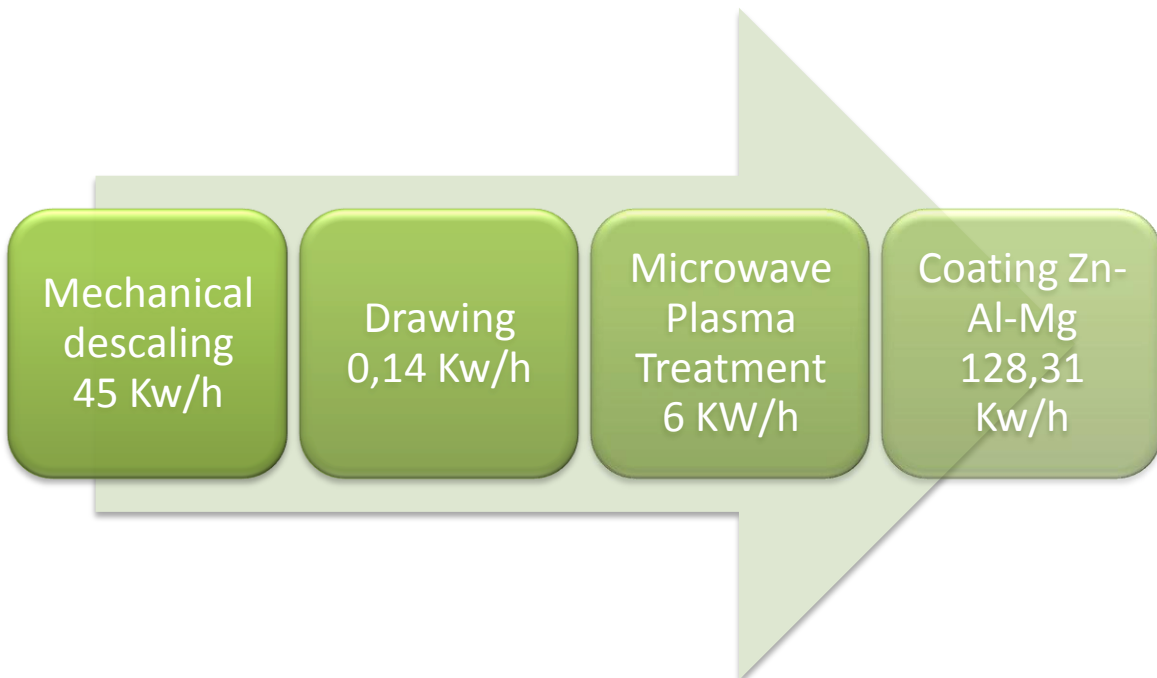 Mechanical
descaling
45 Kw/h
Drawing
0,14 Kw/h
Microwave
Plasma
Treatment
6 KW/h
Coating Zn-
Al-Mg
128,31
Kw/h